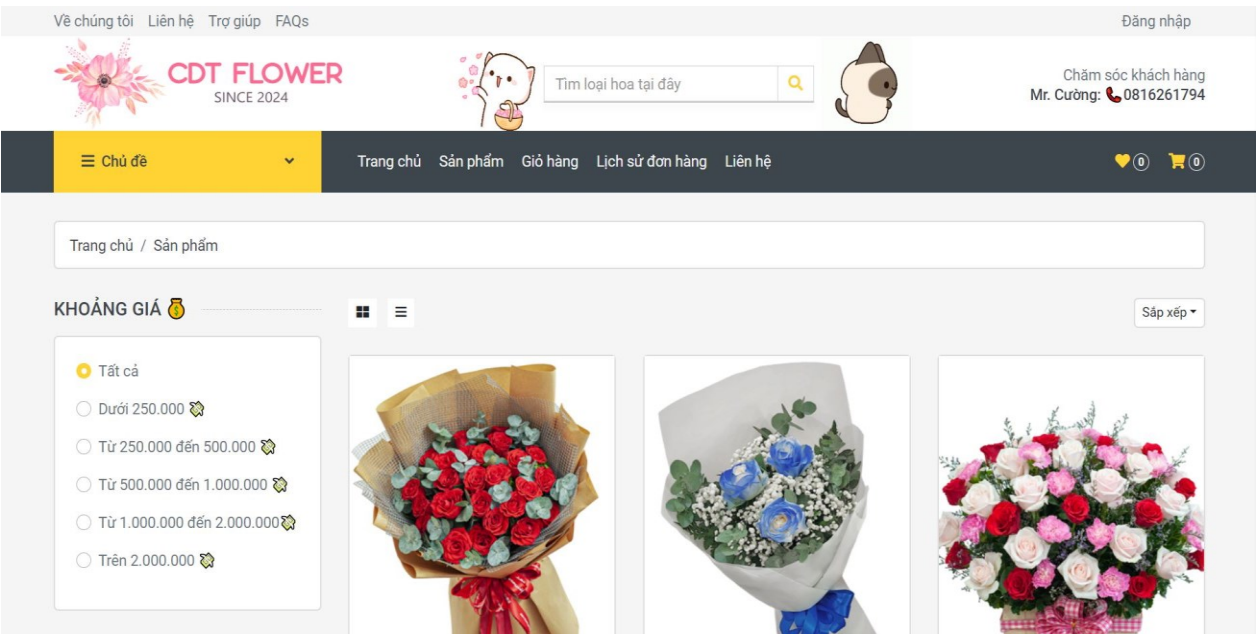 Về chúng tôi Liên hệ Trợ giúp FAQs Đăng nhập
CDT FLOWER
SINCE 2024
Tìm loại hoa tại đây
Chăm sóc khách hàng
Mr. Cường: 0816261794
Chủ đề
Trang chủ Sản phẩm Giỏ hàng Lịch sử đơn hàng Liên hệ 0 0
Trang chủ / Sản phẩm
KHOẢNG GIÁ
Sắp xếp
Tất cả
Dưới 250.000
Từ 250.000 đến 500.000
Từ 500.000 đến 1.000.000
Từ 1.000.000 đến 2.000.000
Trên 2.000.000